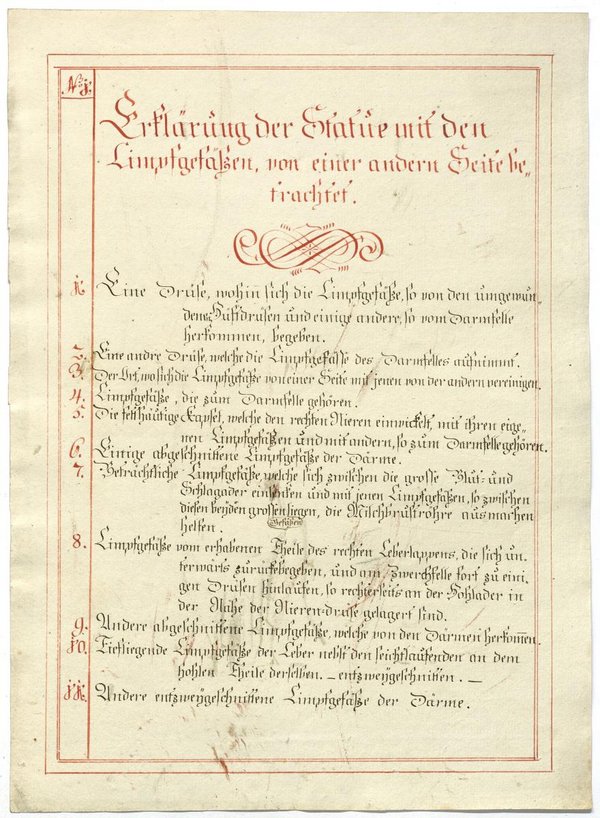 Nº 1.
Erklärung der Statue mit den
Limpfgefäßen, von einer andern Seite be„
trachtet.
1. Eine Drüse, wohin sich die Limpfgefäße, so von den umgewun„
denen Hüftdrüsen und einige andere, so vom Darmfelle
herkommen, begeben.
2. Eine andre Drüse, welche die Limpfgefässe des Darmfelles aufnimmt.
3. Der Ort, wo sich die Limpfgefäße von einer Seite mit jenen von der andern vereinigen.
4. Limpfgefäße, die zum Darmfelle gehören.
5. Die fetthäutige Kapsel, welche den rechten Nieren einwickelt, mit ihren eige„
nen Limpfgefäßen und mit andern, so zum Darmfelle gehören.
6. Einige abgeschnittene Limpfgefäße der Därme.
7. Beträchtliche Limpfgefäße, welche sich zwischen die grosse Blut- und
Schlagader einsenken und mit jenen Limpfgefäßen, so zwischen
diesen beyden grossen liegen, die Milchbrustrohre ausmachen
helfen. Gefäßen
8. Limpfgefäße vom erhabenen Theile des rechten Leberlappens, die sich un„
terwärts zurückebegeben, und am Zwerchfelle fort zu eini„
gen Drüsen hinlaufen, so rechterseits an der Schlader in
der Nähe der Nieren-drüse gelagert sind.
9. Andere abgeschnittene Limpfgefäße, welche von den Därmen herkommen.
10. Tiefliegende Limpfgefäße der Leber nebst den seichtlaufenden an dem
hohlen Theile derselben. – entzweygeschnitten. –
11. Andere entzweygeschnittene Limpfgefäße der Därme.